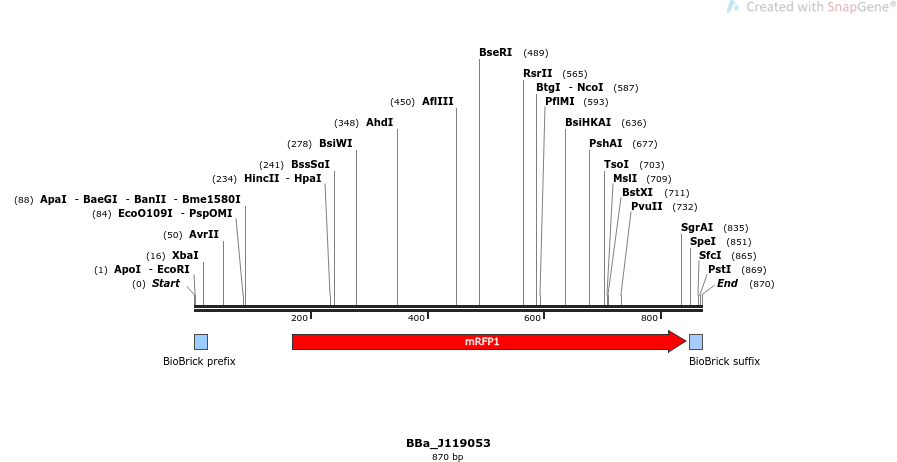 Created with SnapGene®
BseRI (489)
RsrII (565)
BtgI - NcoI (587)
(450) AflIII
PflMI (593)
(348) AhdI
BsiHKAI (636)
(278) BsiWI
PshAI (677)
(241) BssSαI
TsoI (703)
(234) HincII - HpaI
MslI (709)
(88) ApaI - BaeGI - BanII - Bme1580I
BstXI (711)
(84) EcoO109I - PspOMI
PvuII (732)
(50) AvrII
SgrAI (835)
SpeI (851)
(16) XbaI
SfcI (865)
(1) ApoI - EcoRI
PstI (869)
(0) Start
End (870)
200 400 600 800
mRFP1
BioBrick prefix
BioBrick suffix
BBa_J119053
870 bp